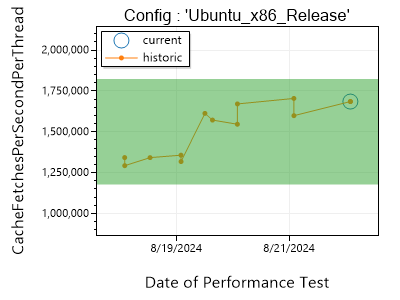 Config : 'Ubuntu_x86_Release'
CacheFetchesPerSecondPerThread
current
historic
2,000,000
1,750,000
1,500,000
1,250,000
1,000,000
8/19/2024
8/21/2024
Date of Performance Test